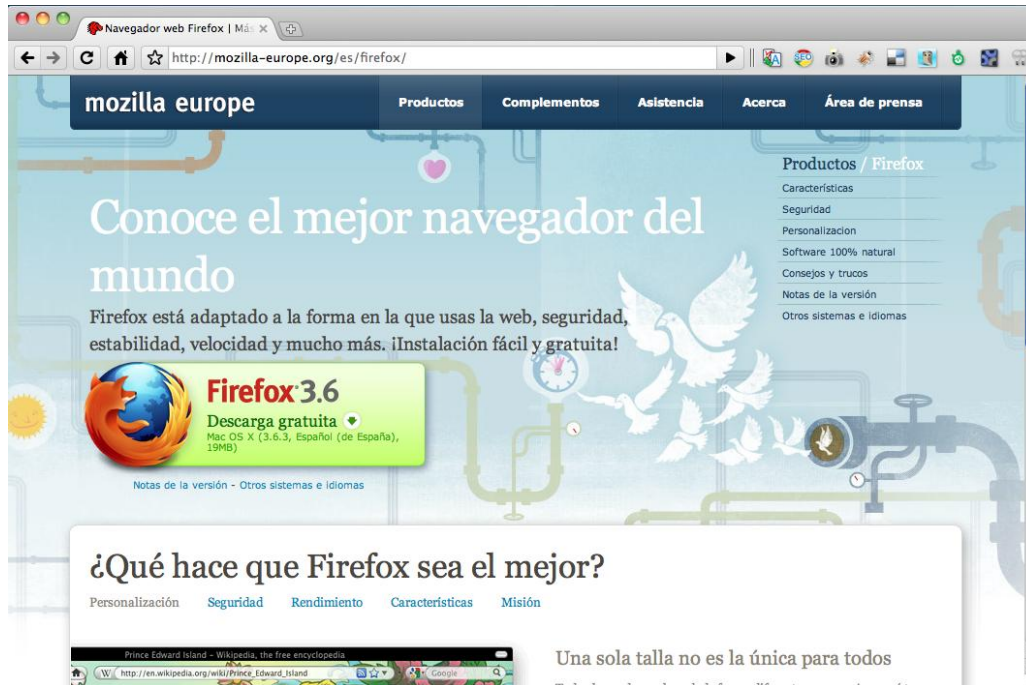 Navegador web Firefox | Más
http://mozilla-europe.org/es/firefox/
mozilla europe
Productos
Complementos
Asistencia
Acerca
Área de prensa
Productos / Firefox
Características
Seguridad
Personalizacion
Software 100% natural
Consejos y trucos
Notas de la versión
Otros sistemas e idiomas
Conoce el mejor navegador del
mundo
Firefox está adaptado a la forma en la que usas la web, seguridad,
estabilidad, velocidad y mucho más. ¡Instalación fácil y gratuita!
Firefox 3.6
Descarga gratuita
Mac OS X (3.6.3, Español (de España),
19MB)
Notas de la versión - Otros sistemas e idiomas
¿Qué hace que Firefox sea el mejor?
Personalización Seguridad Rendimiento Características Misión
Prince Edward Island - Wikipedia, the free encyclopedia
W http://en.wikipedia.org/wiki/Prince_Edward_Island
Google
Una sola talla no es la única para todos